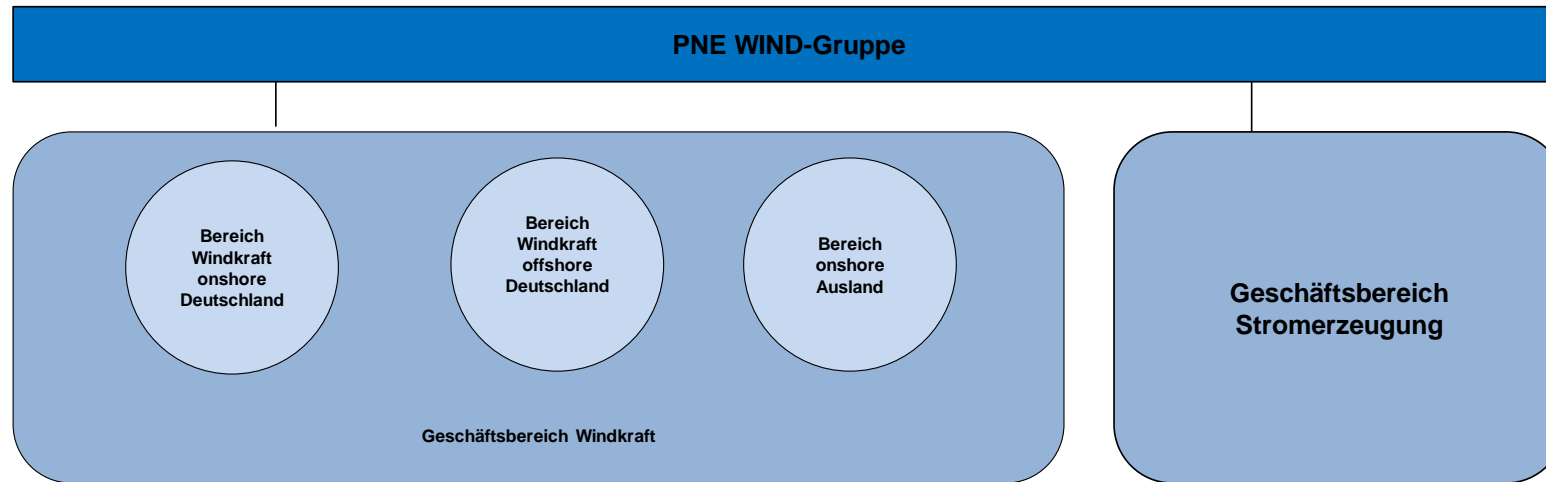 PNE WIND-Gruppe
Bereich
Windkraft
onshore
Deutschland
Bereich
Windkraft
offshore
Deutschland
Bereich
onshore
Ausland
Geschäftsbereich Windkraft
Geschäftsbereich
Stromerzeugung